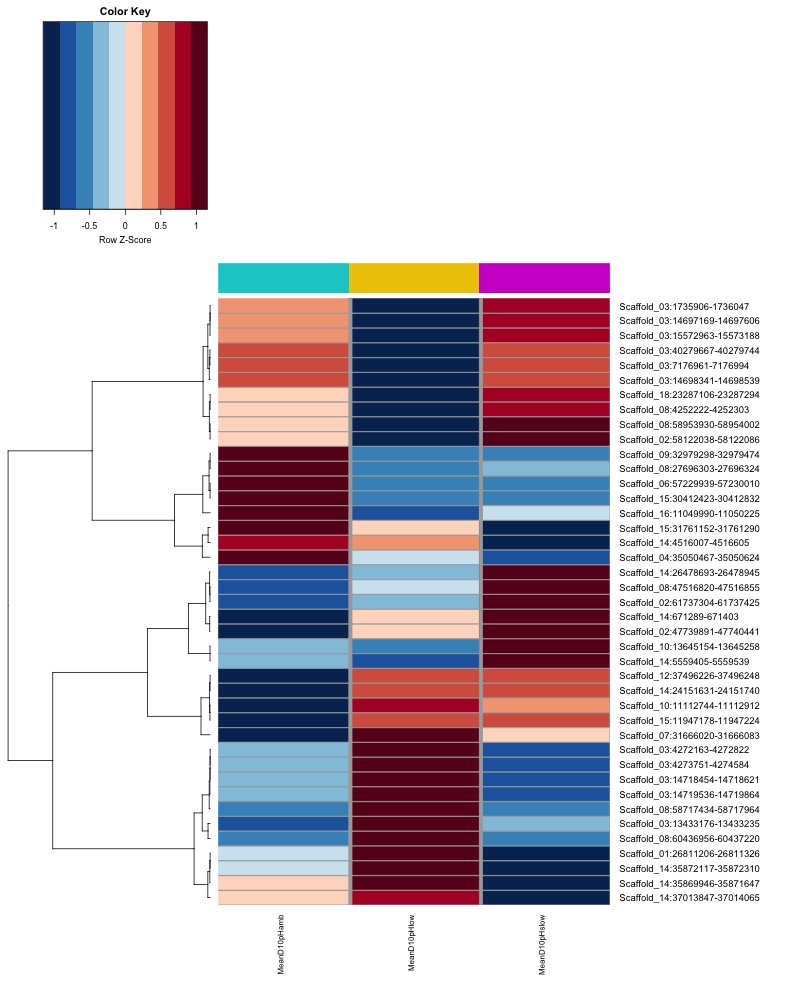 Color Key
-1 -0.5 0 0.5 1
Row Z-Score
Scaffold_03:1735906-1736047
Scaffold_03:14697169-14697606
Scaffold_03:15572963-15573188
Scaffold_03:40279667-40279744
Scaffold_03:7176961-7176994
Scaffold_03:14698341-14698539
Scaffold_18:23287106-23287294
Scaffold_08:4252222-4252303
Scaffold_08:58953930-58954002
Scaffold_02:58122038-58122086
Scaffold_09:32979298-32979474
Scaffold_08:27696303-27696324
Scaffold_06:57229939-57230010
Scaffold_15:30412423-30412832
Scaffold_16:11049990-11050225
Scaffold_15:31761152-31761290
Scaffold_14:4516007-4516605
Scaffold_04:35050467-35050624
Scaffold_14:26478693-26478945
Scaffold_08:47516820-47516855
Scaffold_02:61737304-61737425
Scaffold_14:671289-671403
Scaffold_02:47739891-47740441
Scaffold_10:13645154-13645258
Scaffold_14:5559405-5559539
Scaffold_12:37496226-37496248
Scaffold_14:24151631-24151740
Scaffold_10:11112744-11112912
Scaffold_15:11947178-11947224
Scaffold_07:31666020-31666083
Scaffold_03:4272163-4272822
Scaffold_03:4273751-4274584
Scaffold_03:14718454-14718621
Scaffold_03:14719536-14719864
Scaffold_08:58717434-58717964
Scaffold_03:13433176-13433235
Scaffold_08:60436956-60437220
Scaffold_01:26811206-26811326
Scaffold_14:35872117-35872310
Scaffold_14:35869946-35871647
Scaffold_14:37013847-37014065
MeanD10pHamb
MeanD10pHlow
MeanD10pHslow